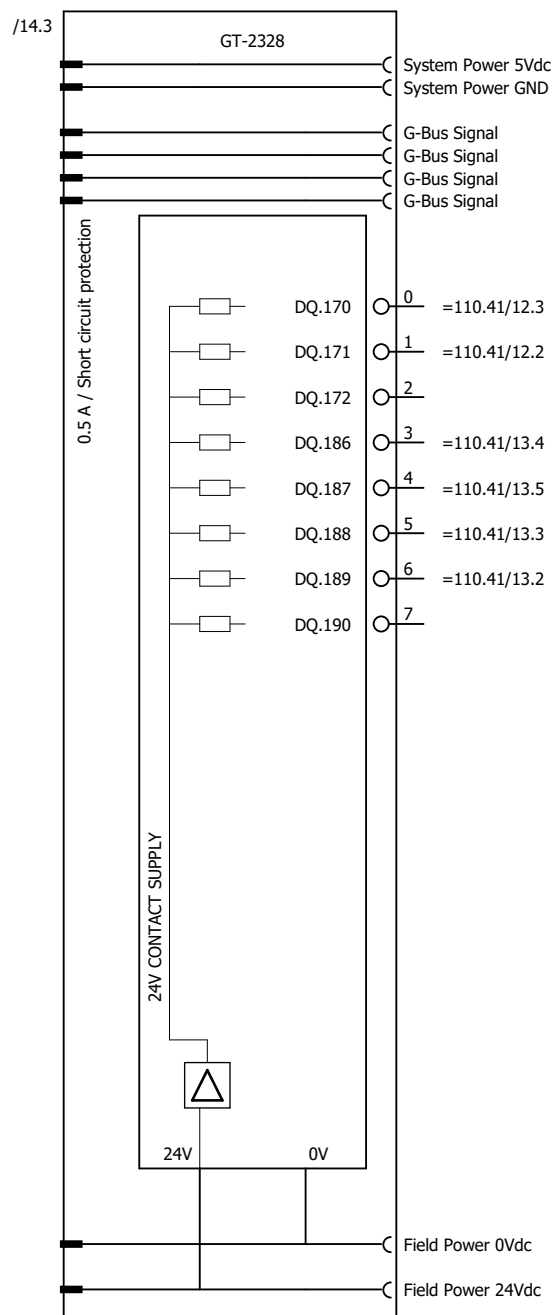 /14.3
GT-2328
System Power 5Vdc
System Power GND
G-Bus Signal
G-Bus Signal
G-Bus Signal
G-Bus Signal
0.5 A / Short circuit protection
DQ.170 0 =110.41/12.3
DQ.171 1 =110.41/12.2
DQ.172 2
DQ.186 3 =110.41/13.4
DQ.187 4 =110.41/13.5
DQ.188 5 =110.41/13.3
DQ.189 6 =110.41/13.2
DQ.190 7
24V CONTACT SUPPLY
24V 0V
Field Power 0Vdc
Field Power 24Vdc